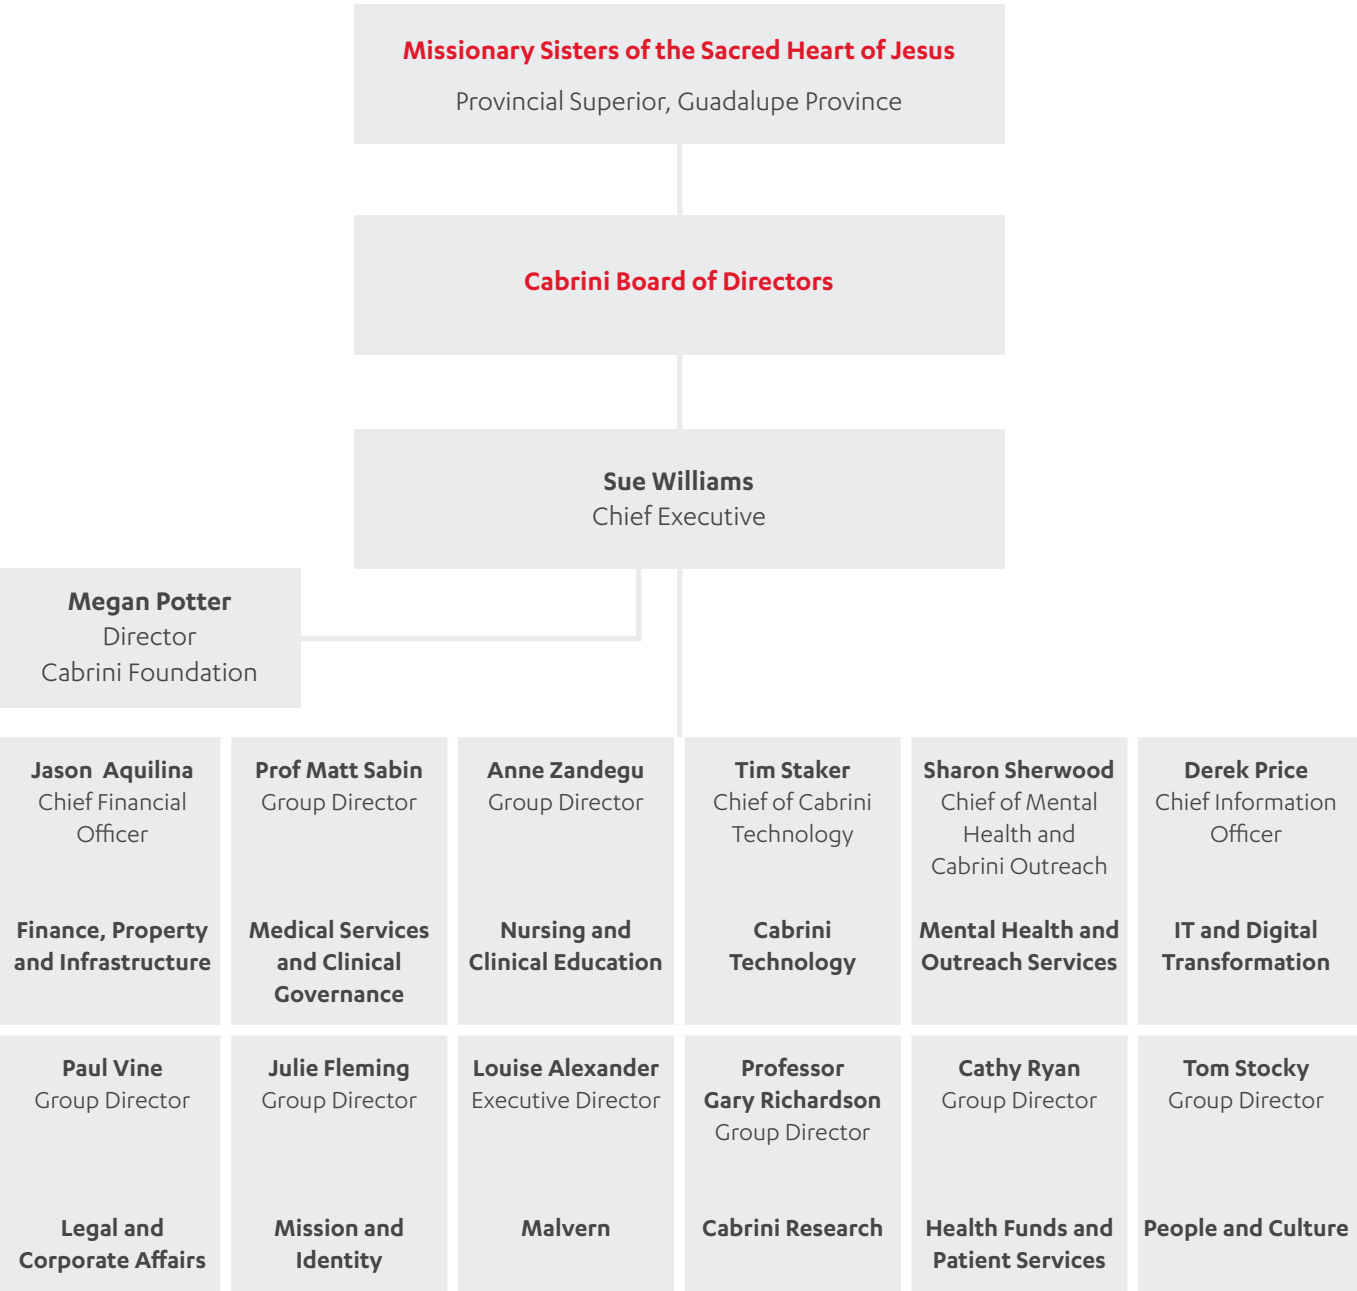 Missionary Sisters of the Sacred Heart of Jesus
Provincial Superior, Guadalupe Province
Cabrini Board of Directors
Sue Williams
Chief Executive
Megan Potter
Director
Cabrini Foundation
Jason Aquilina
Chief Financial
Officer
Finance, Property
and Infrastructure
Prof Matt Sabin
Group Director
Medical Services
and Clinical
Governance
Anne Zandegu
Group Director
Nursing and
Clinical Education
Tim Staker
Chief of Cabrini
Technology
Cabrini
Technology
Sharon Sherwood
Chief of Mental
Health and
Cabrini Outreach
Mental Health and
Outreach Services
Derek Price
Chief Information
Officer
IT and Digital
Transformation
Paul Vine
Group Director
Legal and
Corporate Affairs
Julie Fleming
Group Director
Mission and
Identity
Louise Alexander
Executive Director
Malvern
Professor
Gary Richardson
Group Director
Cabrini Research
Cathy Ryan
Group Director
Health Funds and
Patient Services
Tom Stocky
Group Director
People and Culture